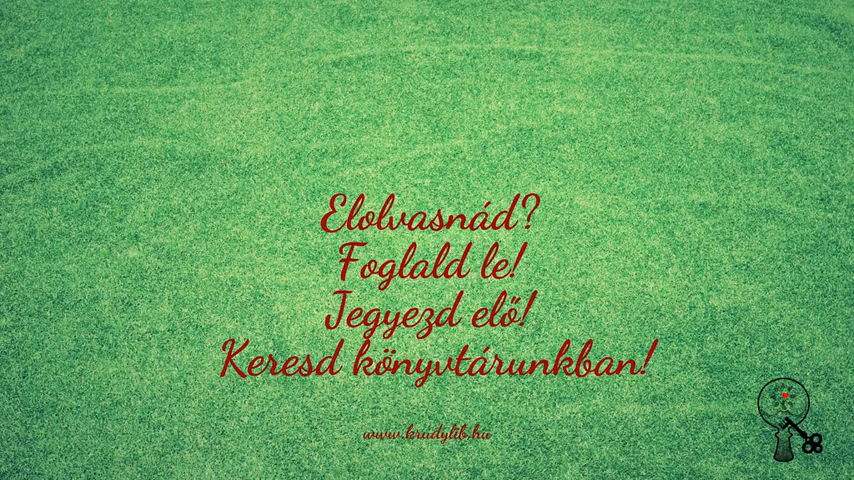 Elolvasnád?
Foglald le!
Jegyezd elő!
Keresd könyvtárunkban!
www.krudylib.hu